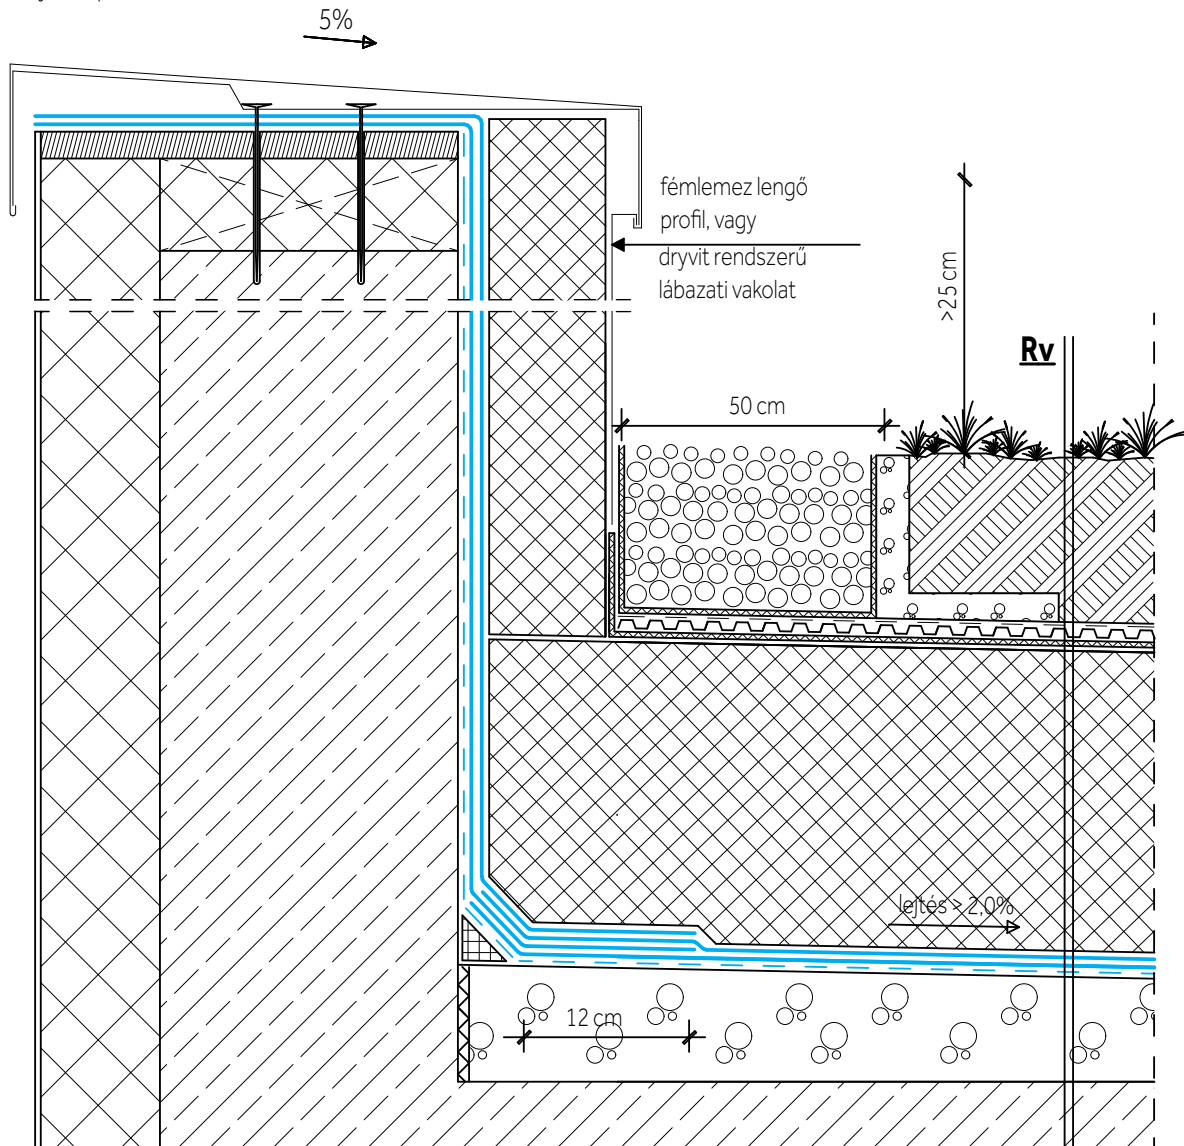 5%
fémlemez lengő
profil, vagy
dryvit rendszerű
lábazati vakolat
>25 cm
Rv
50 cm
lejtés > 2,0%
12 cm